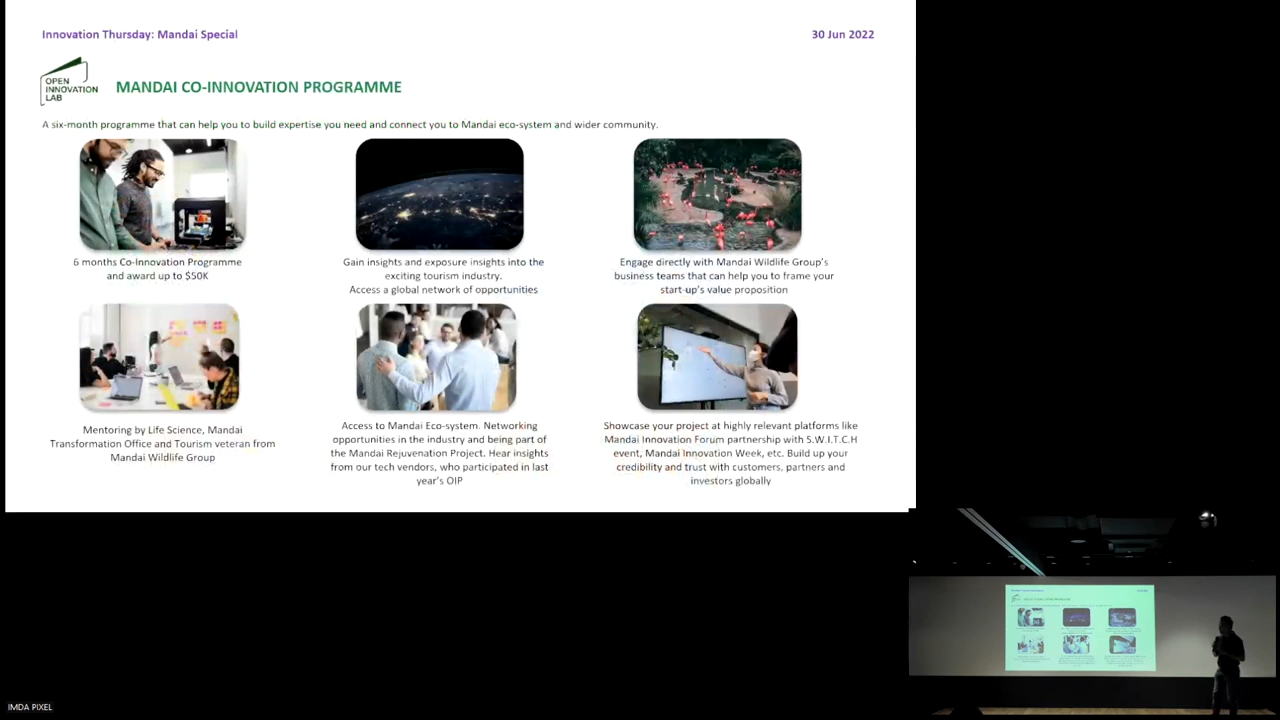 Innovation Thursday: Mandai Special
30 Jun 2022
OPEN
INNOVATION
LAB
MANDAI CO-INNOVATION PROGRAMME
A six-month programme that can help you to build expertise you need and connect you to Mandai eco-system and wider community.
6 months Co-Innovation Programme
and award up to $50K
Gain insights and exposure insights into the
exciting tourism industry.
Access a global network of opportunities
Engage directly with Mandai Wildlife Group's
business teams that can help you to frame your
start-up's value proposition
Mentoring by Life Science, Mandai
Transformation Office and Tourism veteran from
Mandai Wildlife Group
Access to Mandai Eco-system. Networking
opportunities in the industry and being part of
the Mandai Rejuvenation Project. Hear insights
from our tech vendors, who participated in last
year's OIP
Showcase your project at highly relevant platforms like
Mandai Innovation Forum partnership with S.W.I.T.C.H
event, Mandai Innovation Week, etc. Build up your
credibility and trust with customers, partners and
investors globally
IMDA PIXEL